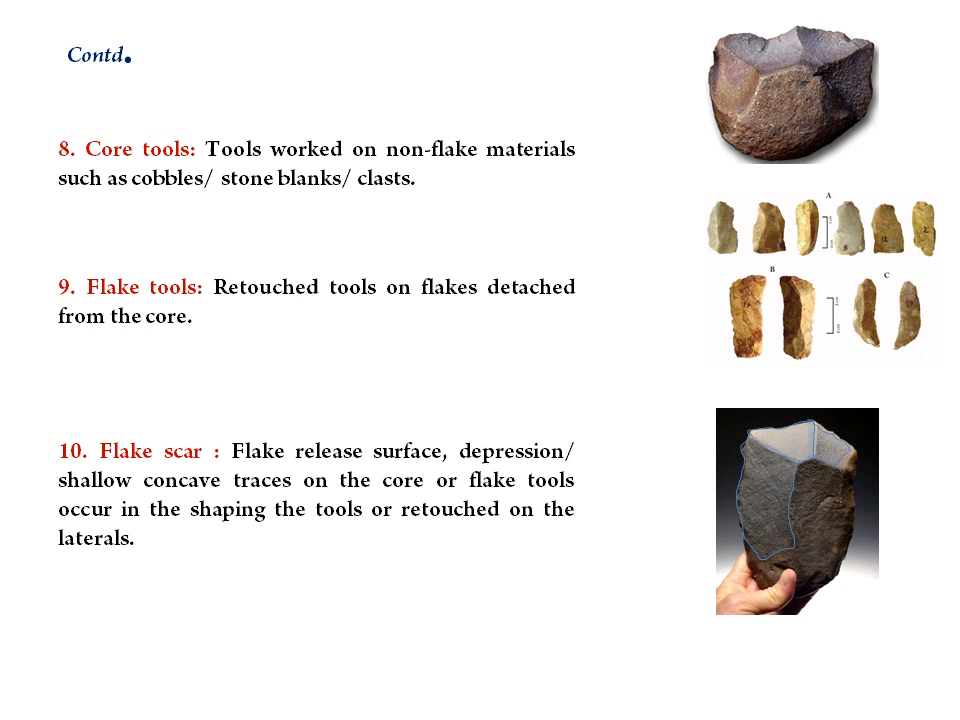 Contd.
8. Core tools: Tools worked on non-flake materials
such as cobbles/ stone blanks/ clasts.
A
9. Flake tools: Retouched tools on flakes detached
from the core.
B
C
10. Flake scar : Flake release surface, depression/
shallow concave traces on the core or flake tools
occur in the shaping the tools or retouched on the
laterals.